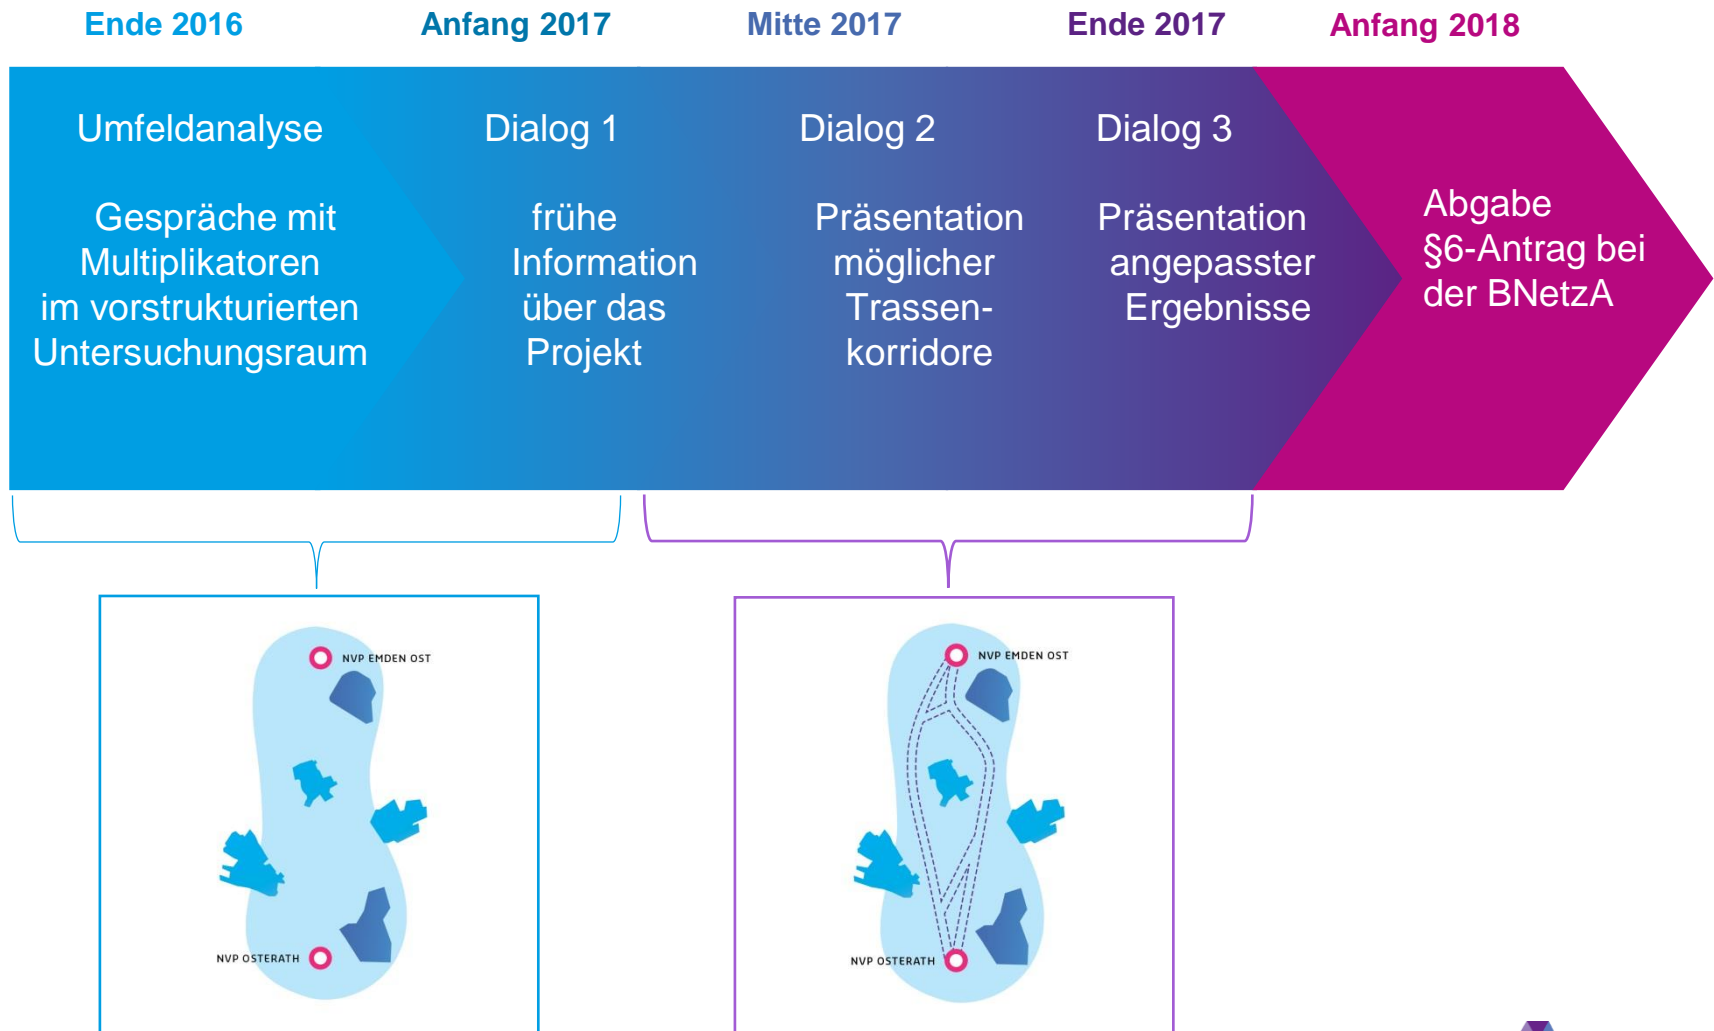 Ende 2016
Anfang 2017
Mitte 2017
Ende 2017
Anfang 2018
Umfeldanalyse
Gespräche mit
Multiplikatoren
im vorstrukturierten
Untersuchungsraum
Dialog 1
frühe
Information
über das
Projekt
Dialog 2
Präsentation
möglicher
Trassen-
korridore
Dialog 3
Präsentation
angepasster
Ergebnisse
Abgabe
§6-Antrag bei
der BNetzA
NVP EMDEN OST
NVP OSTERATH
NVP EMDEN OST
NVP OSTERATH